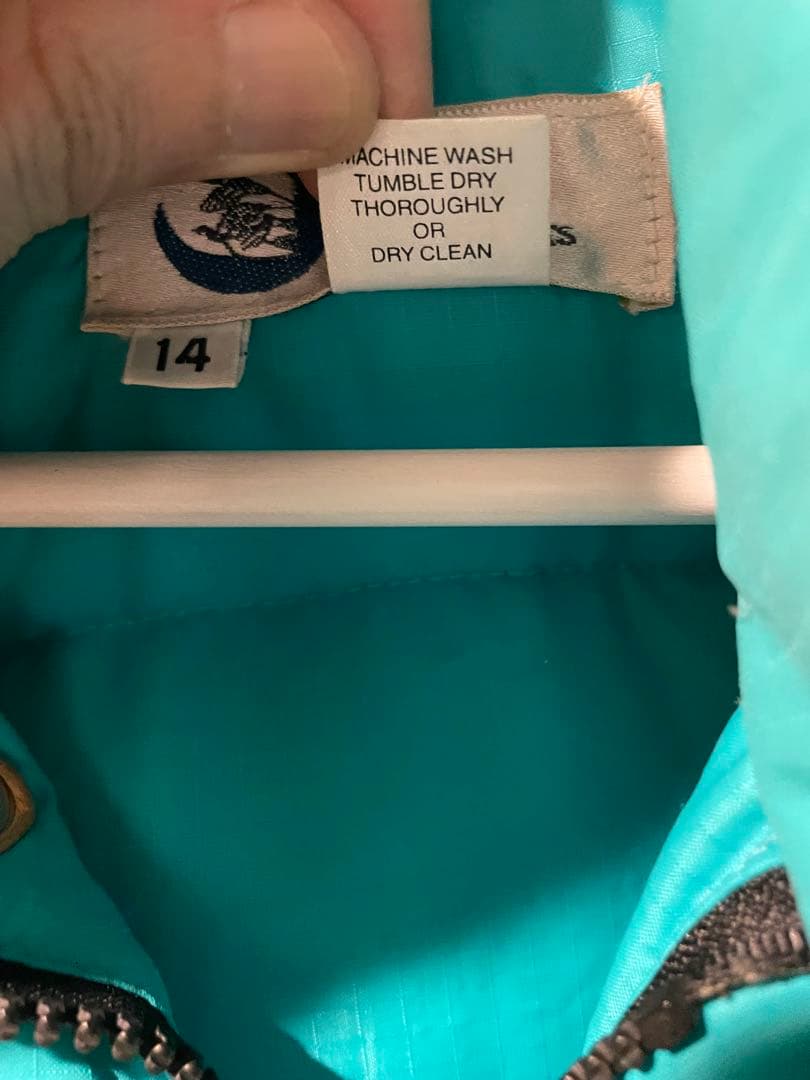 MACHINE WASH
TUMBLE DRY
THOROUGHLY
OR
DRY CLEAN
14